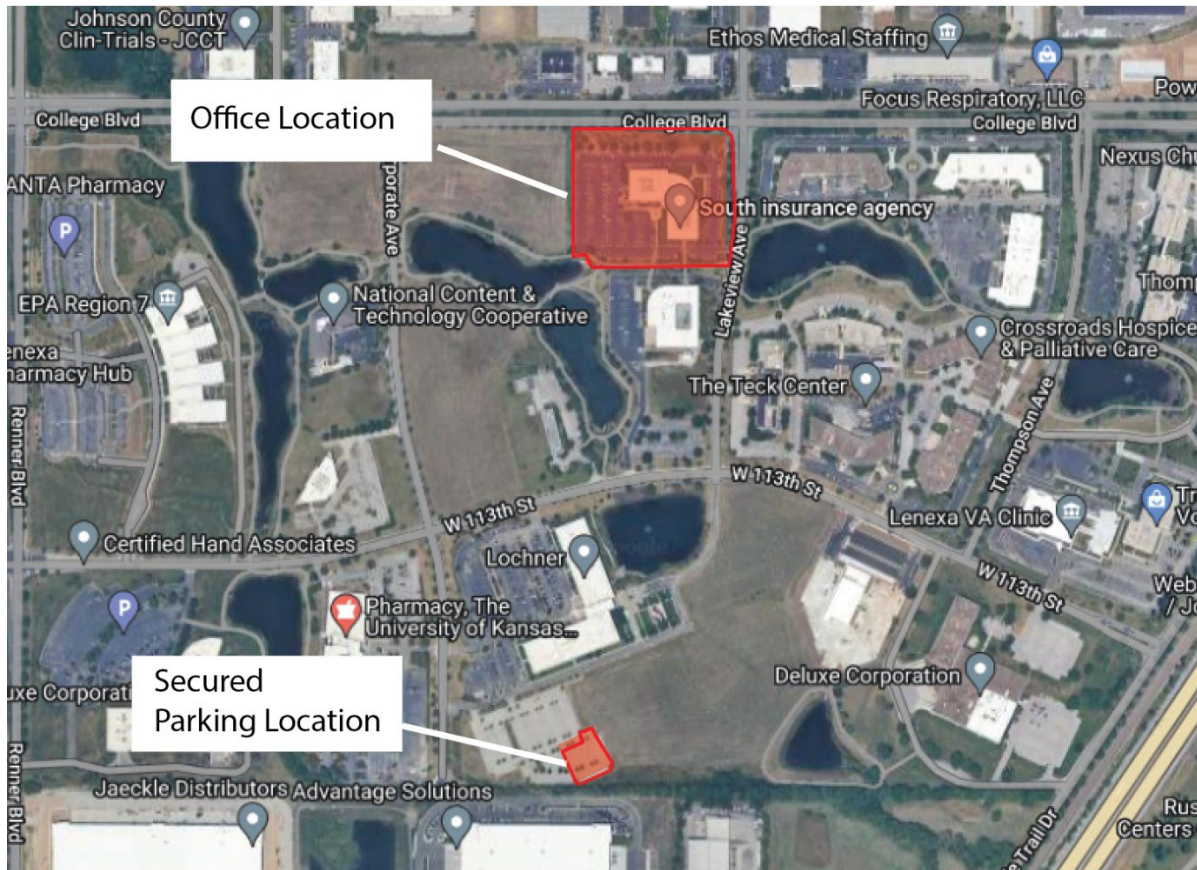 Johnson County
Clin-Trials - JCCT
Ethos Medical Staffing
Focus Respiratory, LLC
Pow
College Blvd
Office Location
College Blvd
College Blvd
Nexus Chu
ANTA Pharmacy
P
porate Ave
South insurance agency
Lakeview Ave
Thomp
EPA Region 7
National Content &
Technology Cooperative
Crossroads Hospice
& Palliative Care
enexa
harmacy Hub
The Teck Center
Renner Blvd
Thompson Ave
W 113th St
W 113th St
Lenexa VA Clinic
Certified Hand Associates
Lochner
Google
W 113th St
P
Pharmacy, The
University of Kansas...
Web
Secured
Parking Location
Deluxe Corporation
uxe Corporati
Renner Blvd
Jaeckle Distributors
Advantage Solutions
Rus
Centers
Trail Dr